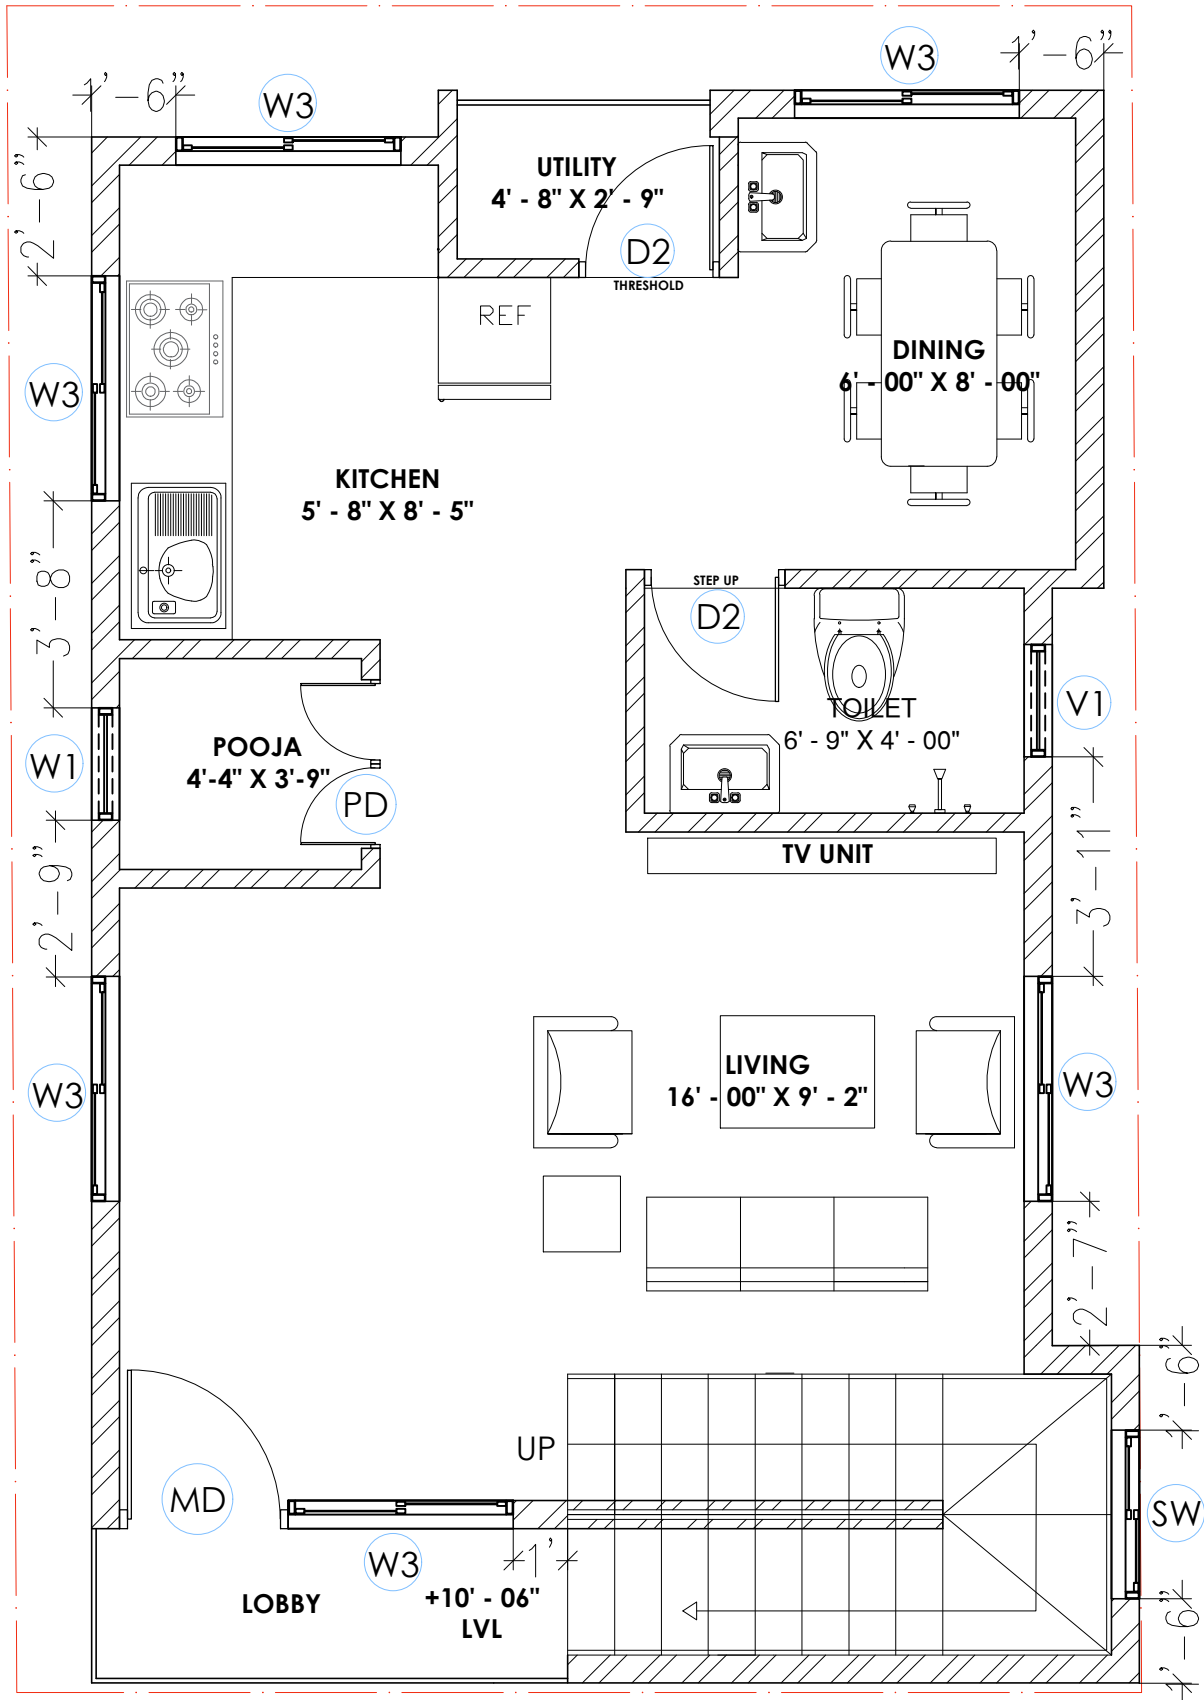 W3
1'-6"
1'-6"
W3
UTILITY
4' - 8" X 2' - 9"
2'-6"
D2
THRESHOLD
REF
DINING
6' - 00" X 8' - 00"
W3
KITCHEN
5' - 8" X 8' - 5"
3'-8"
STEP UP
D2
TOILET
6' - 9" X 4' - 00"
V1
W1
POOJA
4'-4" X 3'-9"
PD
2'-9"
TV UNIT
3'-11"
W3
LIVING
16' - 00" X 9' - 2"
W3
2'-7"
1'-6"
UP
MD
SW
W3
1'
LOBBY
+10' - 06"
LVL
1'-6"